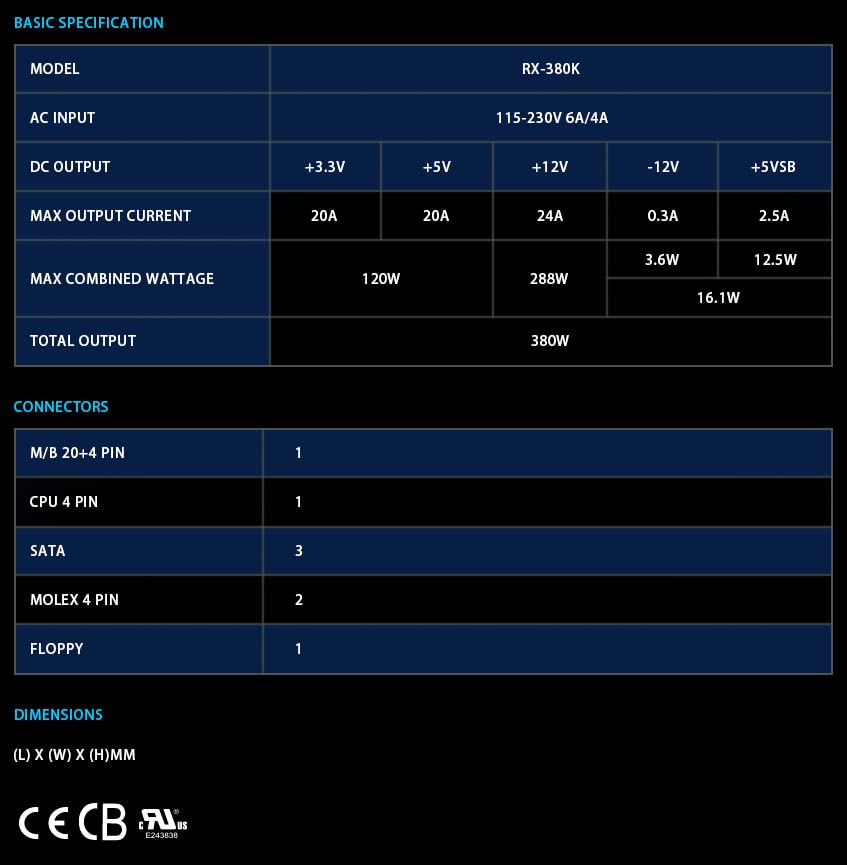 BASIC SPECIFICATION
MODEL RX-380K
AC INPUT 115-230V 6A/4A
DC OUTPUT +3.3V +5V +12V -12V +5VSB
MAX OUTPUT CURRENT 20A 20A 24A 0.3A 2.5A
MAX COMBINED WATTAGE 120W 288W 3.6W 12.5W
16.1W
TOTAL OUTPUT 380W
CONNECTORS
M/B 20+4 PIN 1
CPU 4 PIN 1
SATA 3
MOLEX 4 PIN 2
FLOPPY 1
DIMENSIONS
(L) X (W) X (H)MM
CE CB c RU ® US
E243838